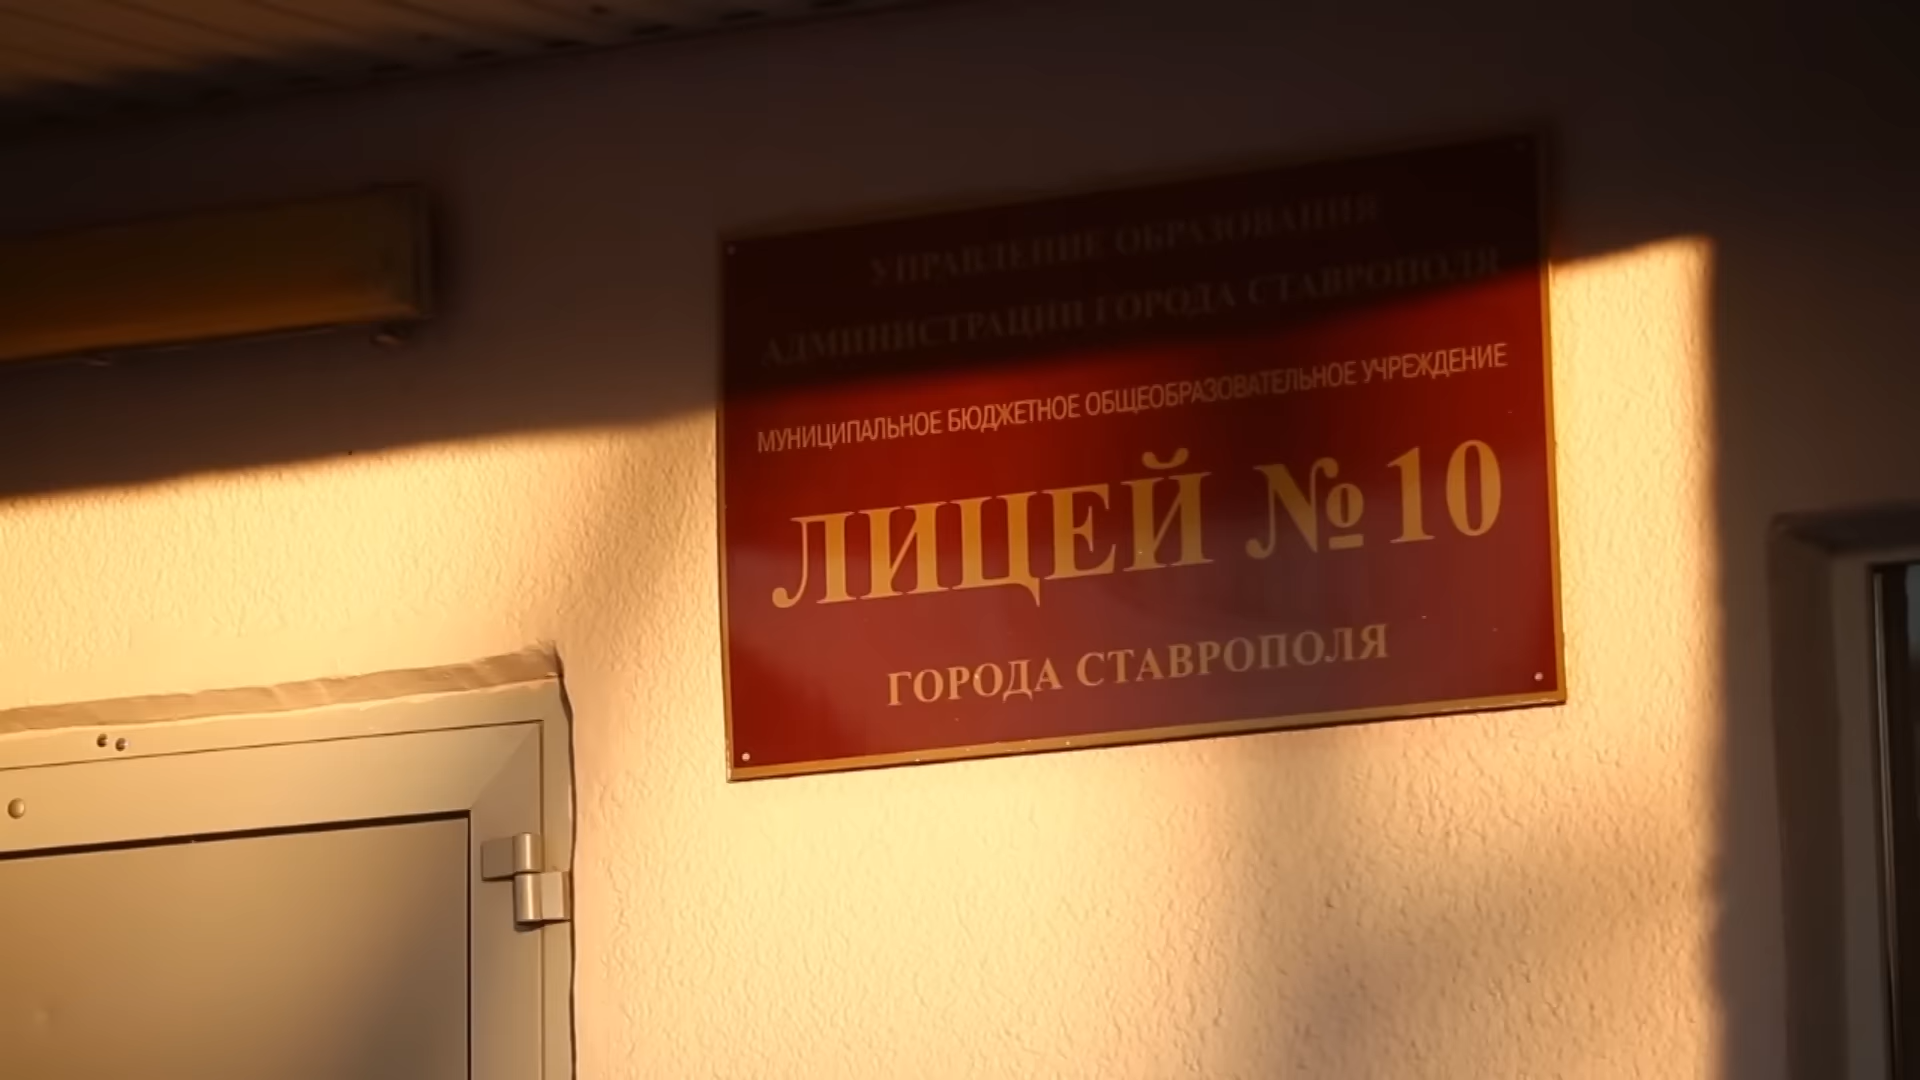 УПРАВЛЕНИЕ ОБРАЗОВАНИЯ
АДМИНИСТРАЦИИ ГОРОДА СТАВРОПОЛЯ
МУНИЦИПАЛЬНОЕ БЮДЖЕТНОЕ ОБЩЕОБРАЗОВАТЕЛЬНОЕ УЧРЕЖДЕНИЕ
ЛИЦЕЙ №10
ГОРОДА СТАВРОПОЛЯ